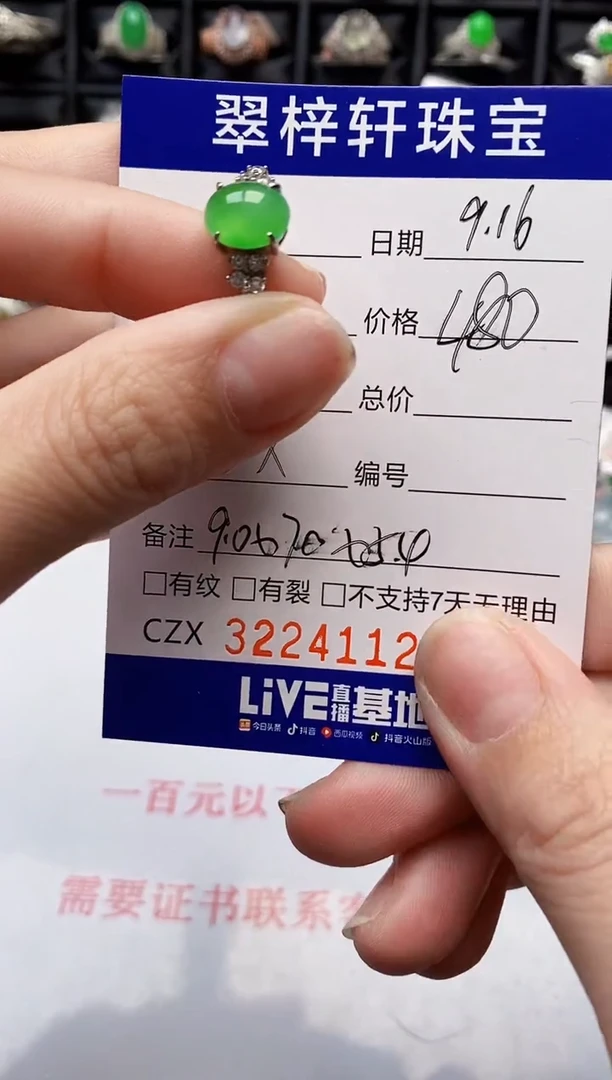 翠梓轩珠宝
日期 9.16
价格 480
总价
编号
备注
□有纹 □有裂 □不支持7天无理由
CZX 3224112
LiVE直播基地
今日头条 抖音 西瓜视频 抖音火山版
一百元以
需要证书联系